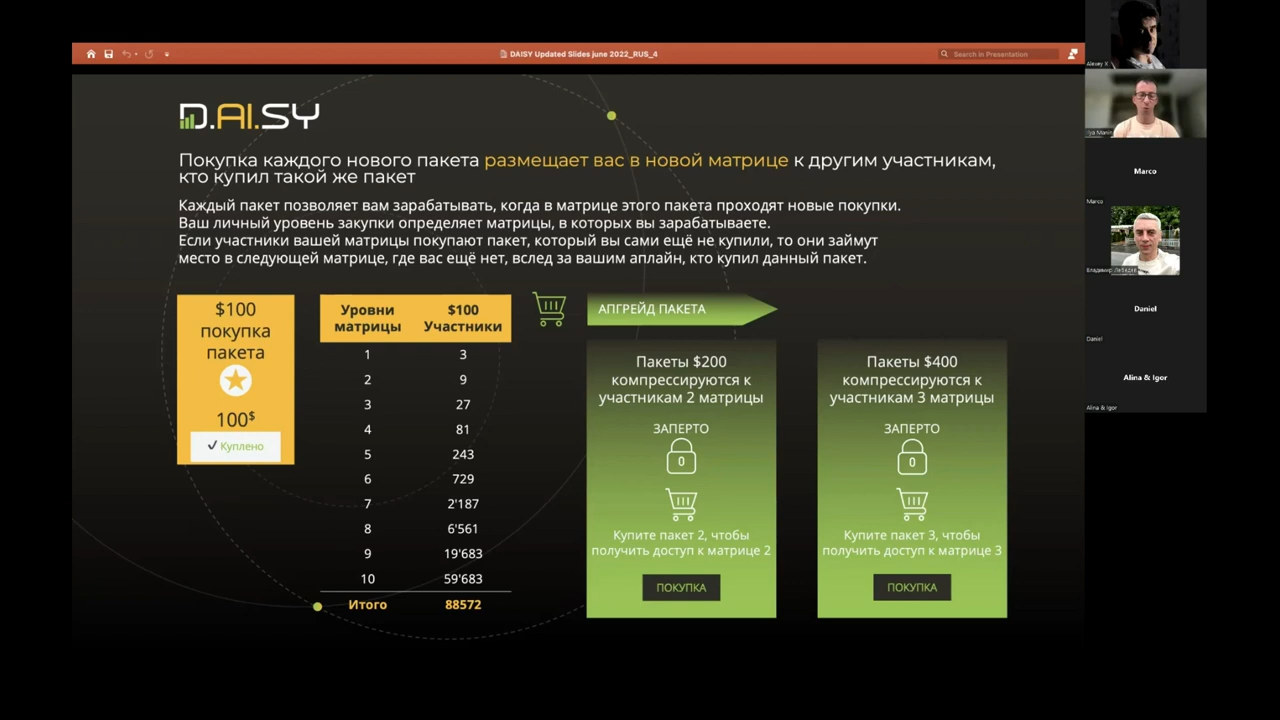 DAISY Updated Slides june 2022_RUS_4
Search in Presentation
D.AI.SY
Покупка каждого нового пакета размещает вас в новой матрице к другим участникам,
кто купил такой же пакет
Каждый пакет позволяет вам зарабатывать, когда в матрице этого пакета проходят новые покупки.
Ваш личный уровень закупки определяет матрицы, в которых вы зарабатываете.
Если участники вашей матрицы покупают пакет, который вы сами ещё не купили, то они займут
место в следующей матрице, где вас ещё нет, вслед за вашим аплайн, кто купил данный пакет.
$100
покупка
пакета
100$
✓ Куплено
Уровни матрицы $100 Участники
1 3
2 9
3 27
4 81
5 243
6 729
7 2'187
8 6'561
9 19'683
10 59'683
Итого 88572
АПГРЕЙД ПАКЕТА
Пакеты $200
компрессируются к
участникам 2 матрицы
ЗАПЕРТО
0
Купите пакет 2, чтобы
получить доступ к матрице 2
ПОКУПКА
Пакеты $400
компрессируются к
участникам 3 матрицы
ЗАПЕРТО
0
Купите пакет 3, чтобы
получить доступ к матрице 3
ПОКУПКА
Alexey X
Marco
Marco
Владимир Лебедев
Daniel
Daniel
Alina & Igor
Alina & Igor